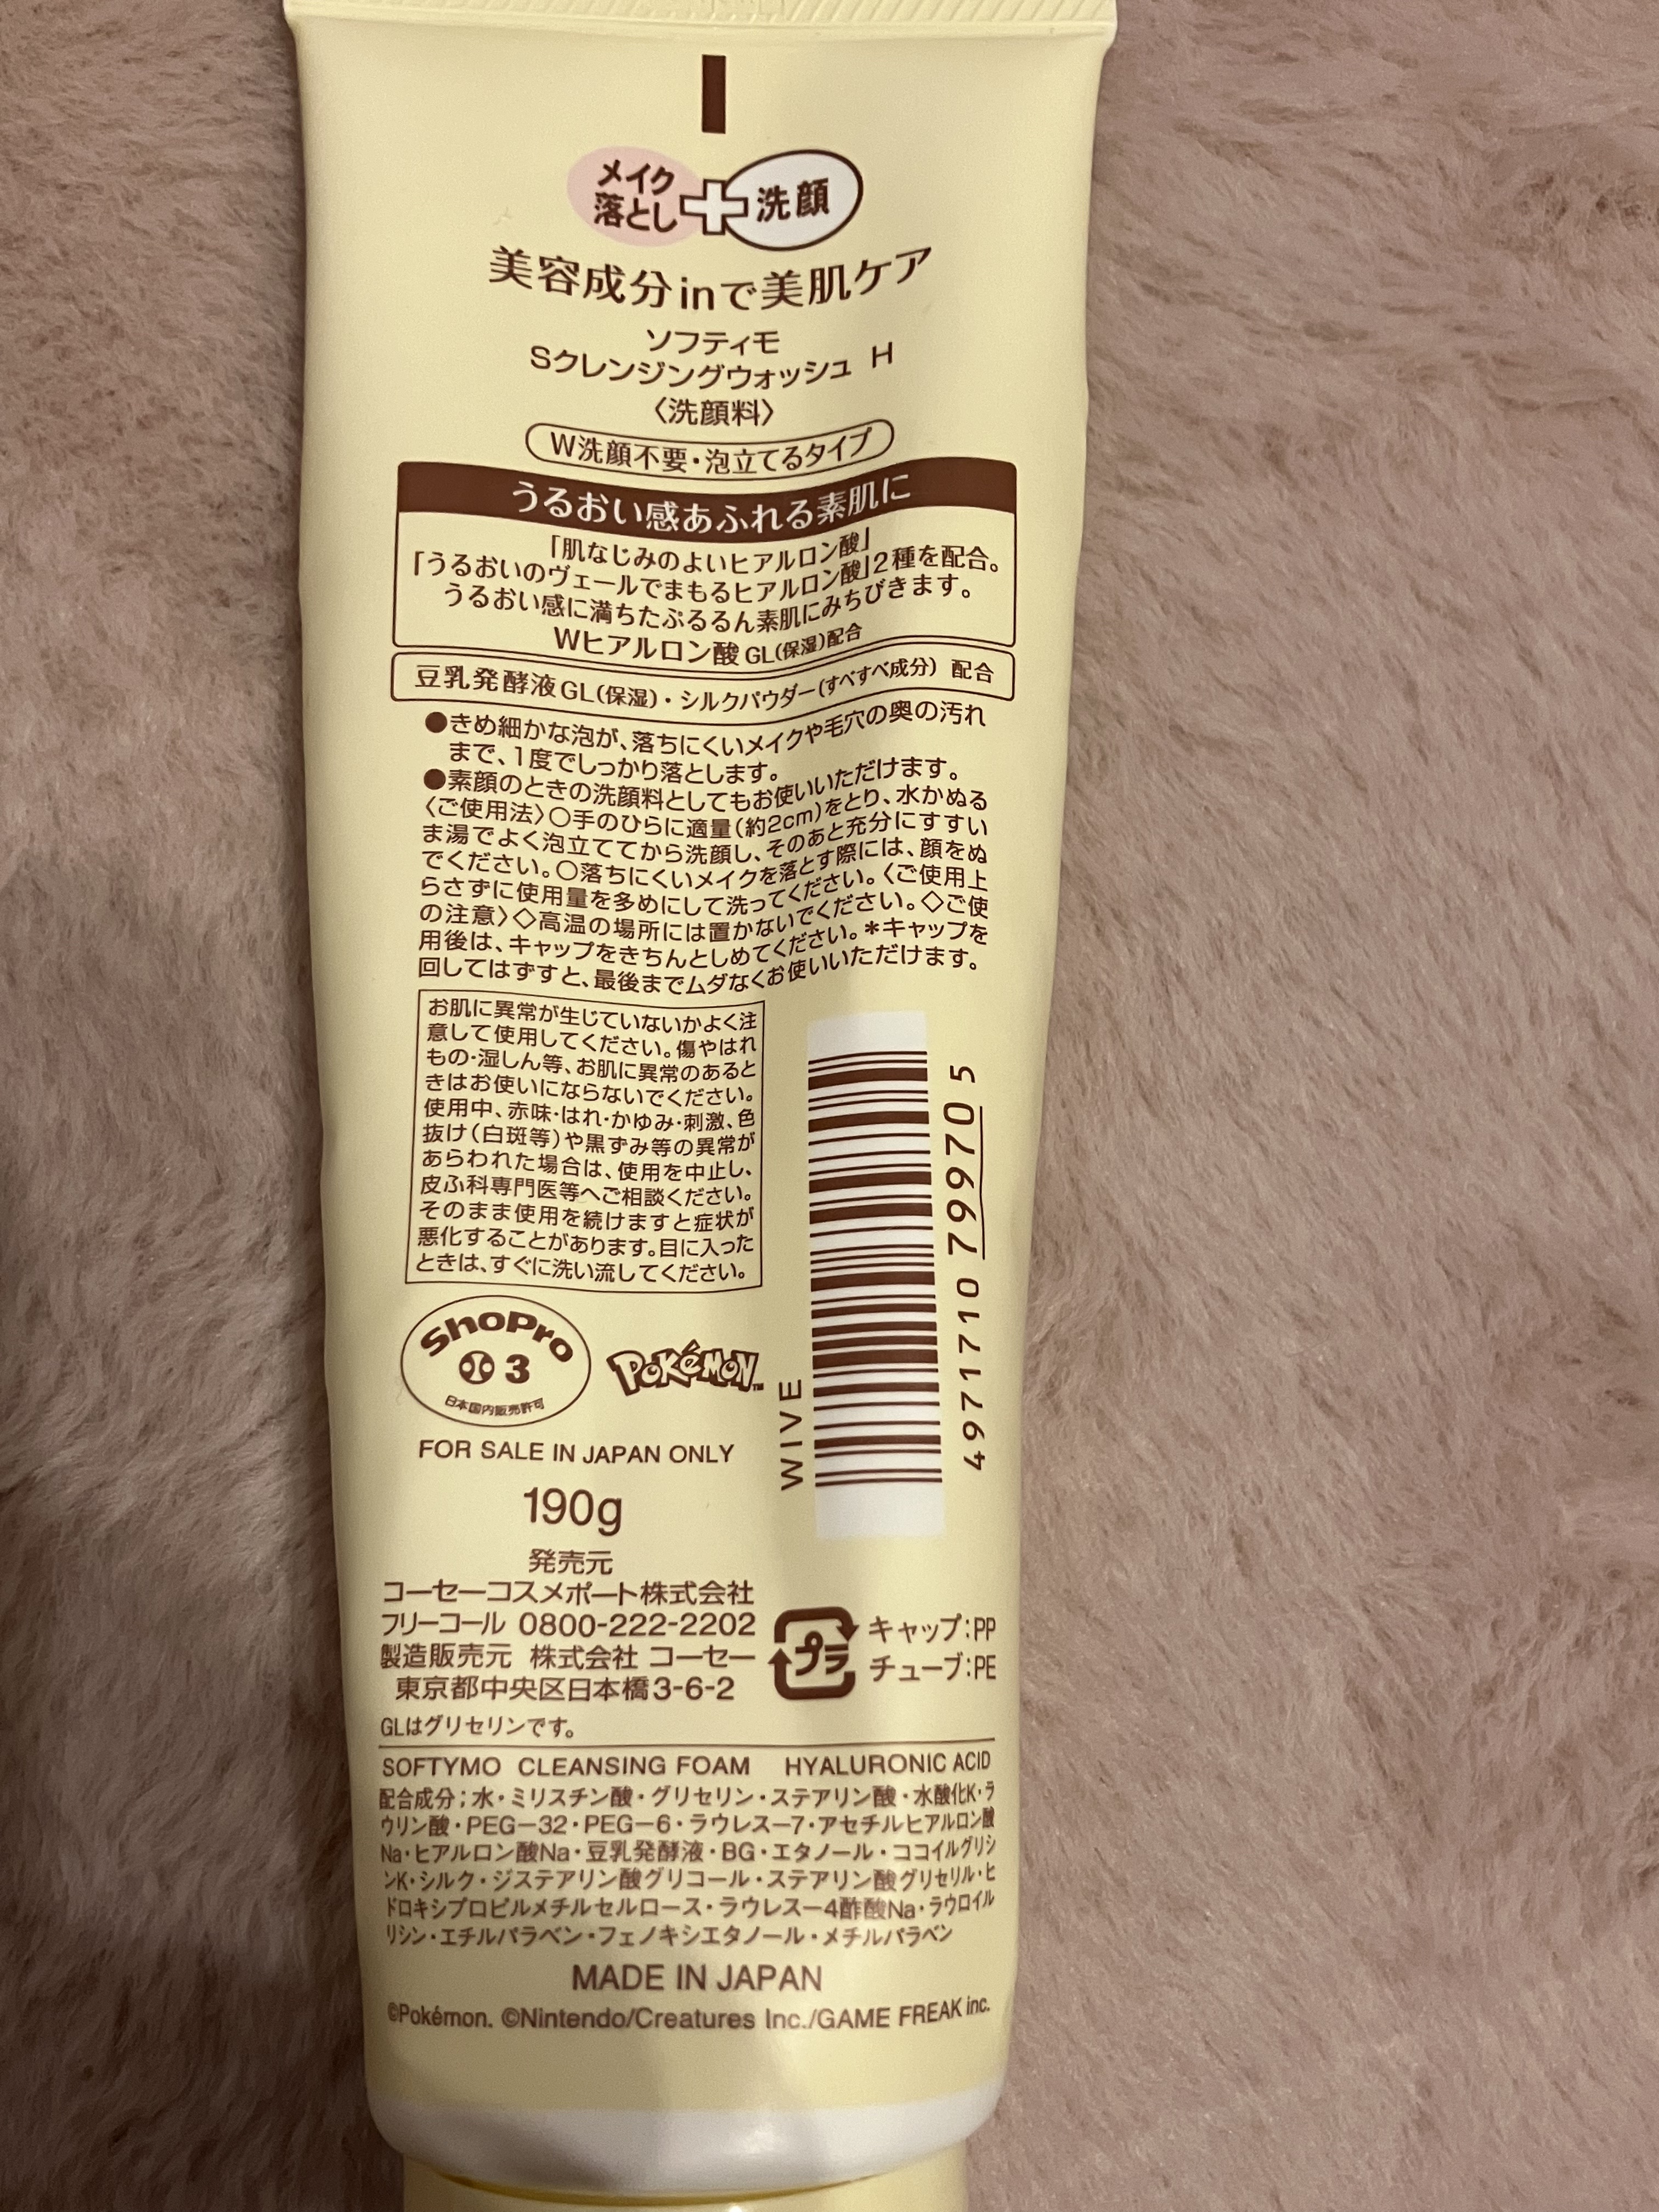 メイク
落とし
+
洗顔
美容成分inで美肌ケア
ソフティモ
Sクレンジングウォッシュ H
〈洗顔料〉
W洗顔不要・泡立てるタイプ
うるおい感あふれる素肌に
「肌なじみのよいヒアルロン酸」
「うるおいのヴェールでまもるヒアルロン酸」2種を配合。
うるおい感に満ちたぷるるん素肌にみちびきます。
Wヒアルロン酸GL(保湿)配合
豆乳発酵液GL(保湿)・シルクパウダー(すべすべ成分) 配合
●きめ細かな泡が、落ちにくいメイクや毛穴の奥の汚れ
まで、1度でしっかり落とします。
●素顔のときの洗顔料としてもお使いいただけます。
〈ご使用法〉○手のひらに適量(約2cm)をとり、水かぬる
ま湯でよく泡立ててから洗顔し、そのあと充分にすすい
でください。○落ちにくいメイクを落とす際には、顔をぬ
らさずに使用量を多めにして洗ってください。〈ご使用上
の注意〉◇高温の場所には置かないでください。◇ご使
用後は、キャップをきちんとしめてください。*キャップを
回してはずすと、最後までムダなくお使いいただけます。
お肌に異常が生じていないかよく注
意して使用してください。傷やはれ
もの・湿しん等、お肌に異常のあると
きはお使いにならないでください。
使用中、赤味・はれ・かゆみ・刺激、色
抜け(白斑等)や黒ずみ等の異常が
あらわれた場合は、使用を中止し、
皮ふ科専門医等へご相談ください。
そのまま使用を続けますと症状が
悪化することがあります。目に入った
ときは、すぐに洗い流してください。
4971710 799705
WIVE
ShoPro
3
日本国内販売許可
POKéMON™
FOR SALE IN JAPAN ONLY
190g
発売元
コーセーコスメポート株式会社
フリーコール 0800-222-2202
製造販売元 株式会社 コーセー
東京都中央区日本橋3-6-2
プラ
キャップ:PP
チューブ:PE
GLはグリセリンです。
SOFTYMO CLEANSING FOAM HYALURONIC ACID
配合成分;水・ミリスチン酸・グリセリン・ステアリン酸・水酸化K・ラ
ウリン酸・PEG－32・PEG－6・ラウレス－7・アセチルヒアルロン酸
Na・ヒアルロン酸Na・豆乳発酵液・BG・エタノール・ココイルグリシ
ンK・シルク・ジステアリン酸グリコール・ステアリン酸グリセリル・ヒ
ドロキシプロピルメチルセルロース・ラウレス－4酢酸Na・ラウロイル
リシン・エチルパラベン・フェノキシエタノール・メチルパラベン
MADE IN JAPAN
©Pokémon. ©Nintendo/Creatures Inc./GAME FREAK inc.